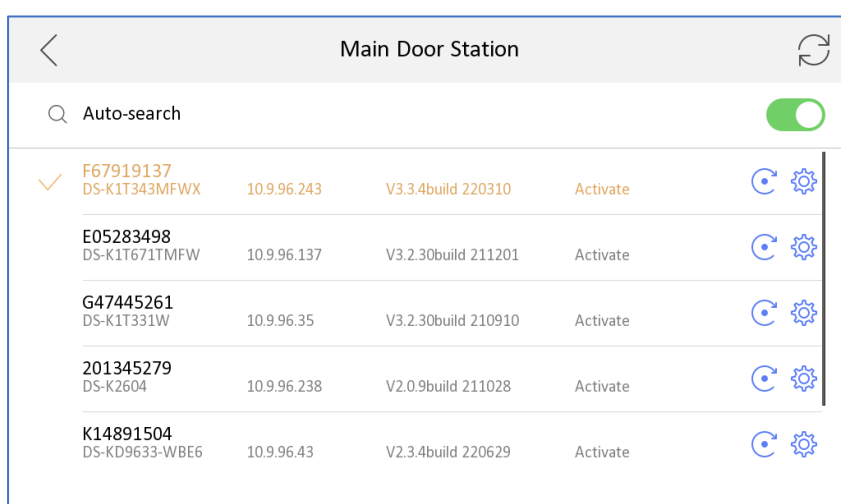 Main Door Station
Auto-search
F67919137
DS-K1T343MFWX 10.9.96.243 V3.3.4build 220310 Activate
E05283498
DS-K1T671TMFW 10.9.96.137 V3.2.30build 211201 Activate
G47445261
DS-K1T331W 10.9.96.35 V3.2.30build 210910 Activate
201345279
DS-K2604 10.9.96.238 V2.0.9build 211028 Activate
K14891504
DS-KD9633-WBE6 10.9.96.43 V2.3.4build 220629 Activate